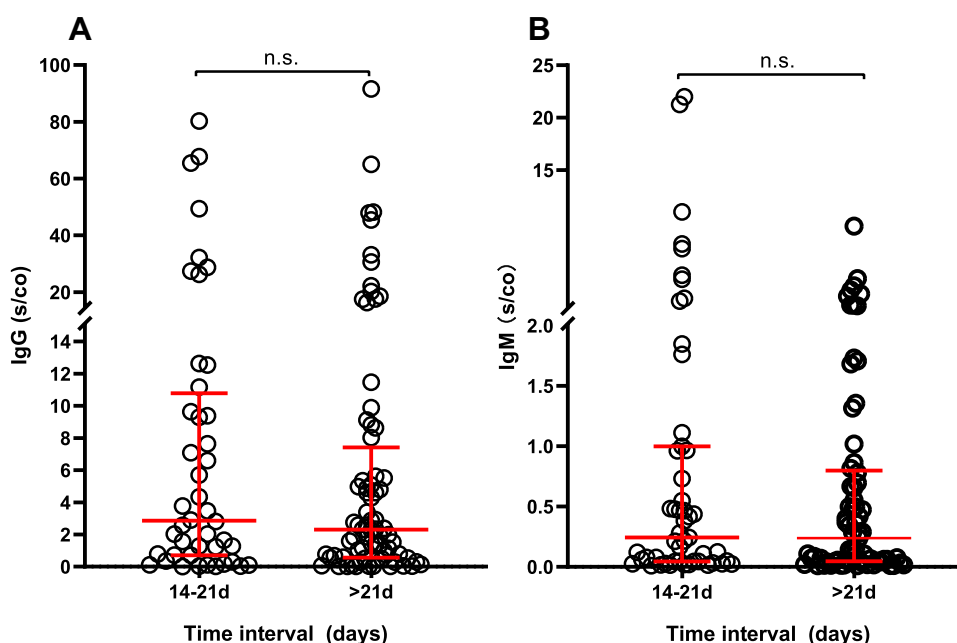 A
n.s.
100
80
60
40
20
14
12
10
8
6
4
2
0
IgG (s/co)
14-21d
>21d
Time interval (days)
B
n.s.
25
20
15
2.0
1.5
1.0
0.5
0.0
IgM（s/co）
14-21d
>21d
Time interval (days)